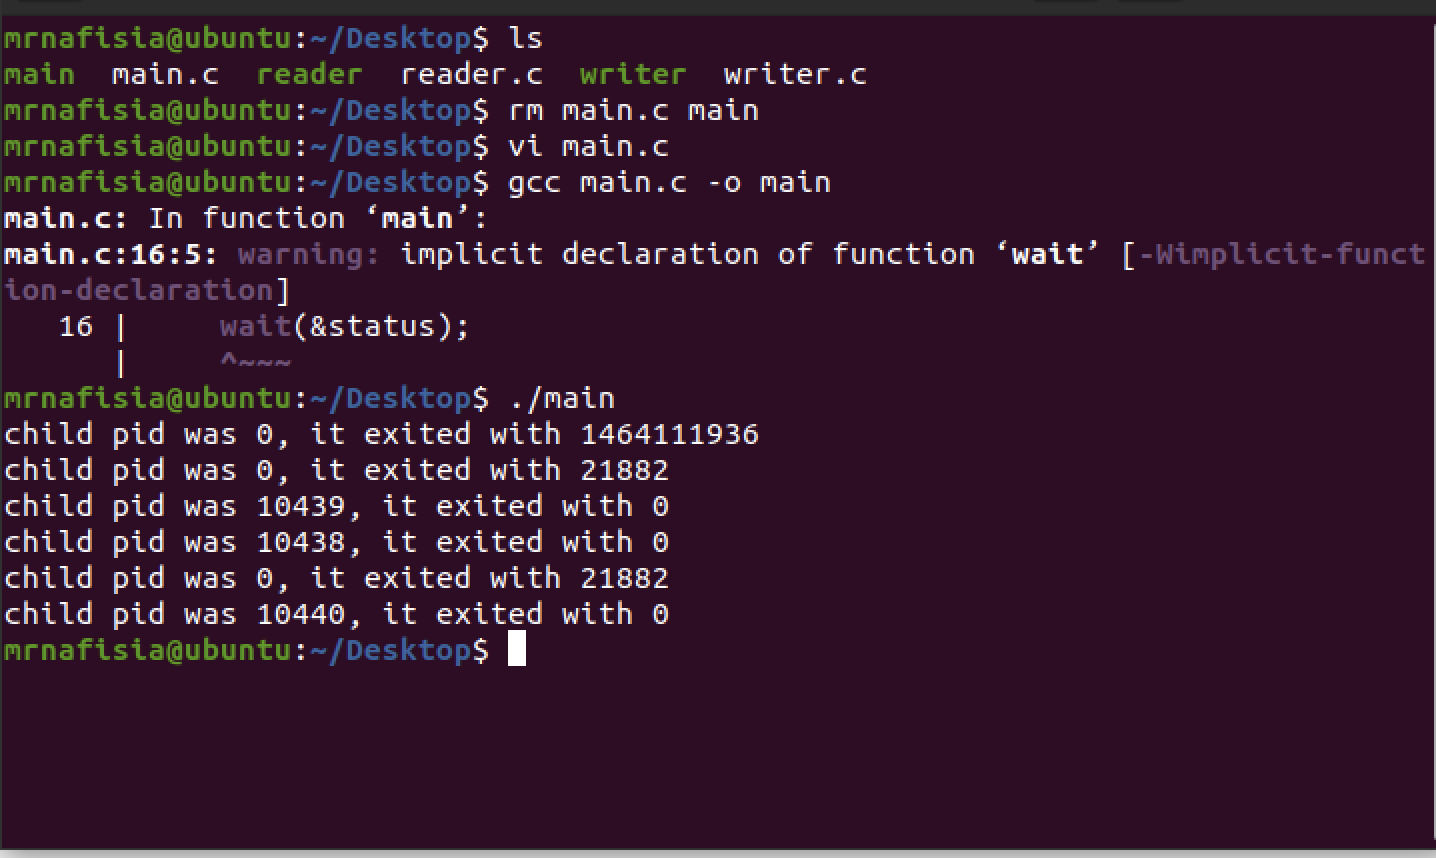 mrnafisia@ubuntu:~/Desktop$ ls
main  main.c  reader  reader.c  writer  writer.c
mrnafisia@ubuntu:~/Desktop$ rm main.c main
mrnafisia@ubuntu:~/Desktop$ vi main.c
mrnafisia@ubuntu:~/Desktop$ gcc main.c -o main
main.c: In function ‘main’:
main.c:16:5: warning: implicit declaration of function ‘wait’ [-Wimplicit-funct
ion-declaration]
   16 |     wait(&status);
      |     ^~~~
mrnafisia@ubuntu:~/Desktop$ ./main
child pid was 0, it exited with 1464111936
child pid was 0, it exited with 21882
child pid was 10439, it exited with 0
child pid was 10438, it exited with 0
child pid was 0, it exited with 21882
child pid was 10440, it exited with 0
mrnafisia@ubuntu:~/Desktop$